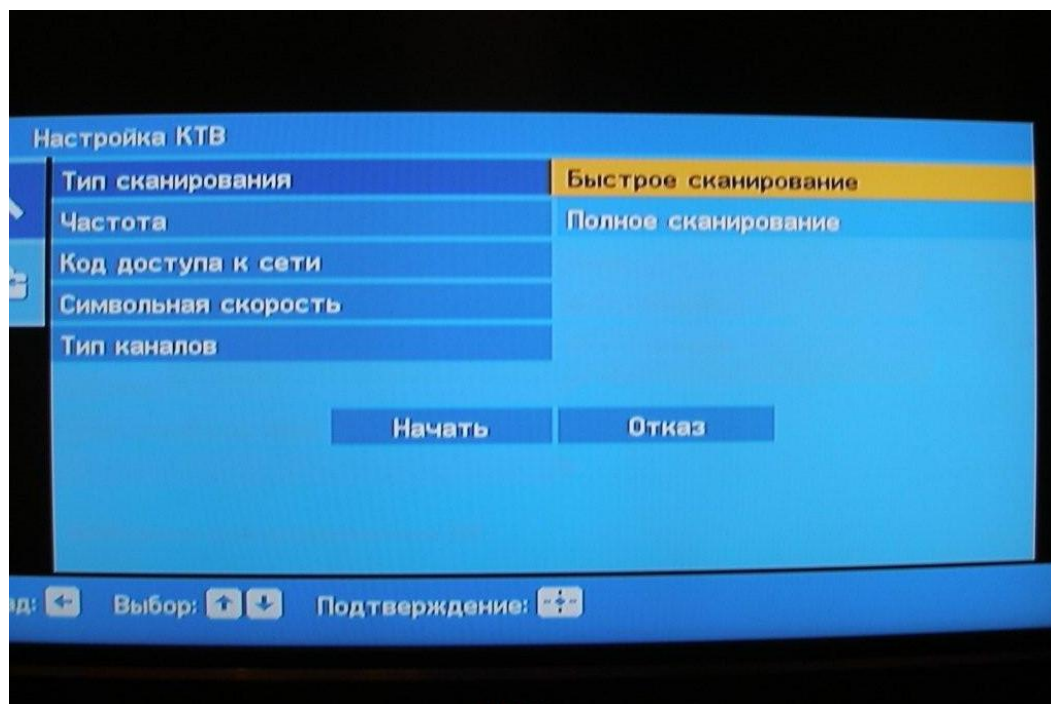 Настройка КТВ
Тип сканирования Быстрое сканирование
Частота Полное сканирование
Код доступа к сети
Символьная скорость
Тип каналов
Начать Отказ
Выбор: Подтверждение: